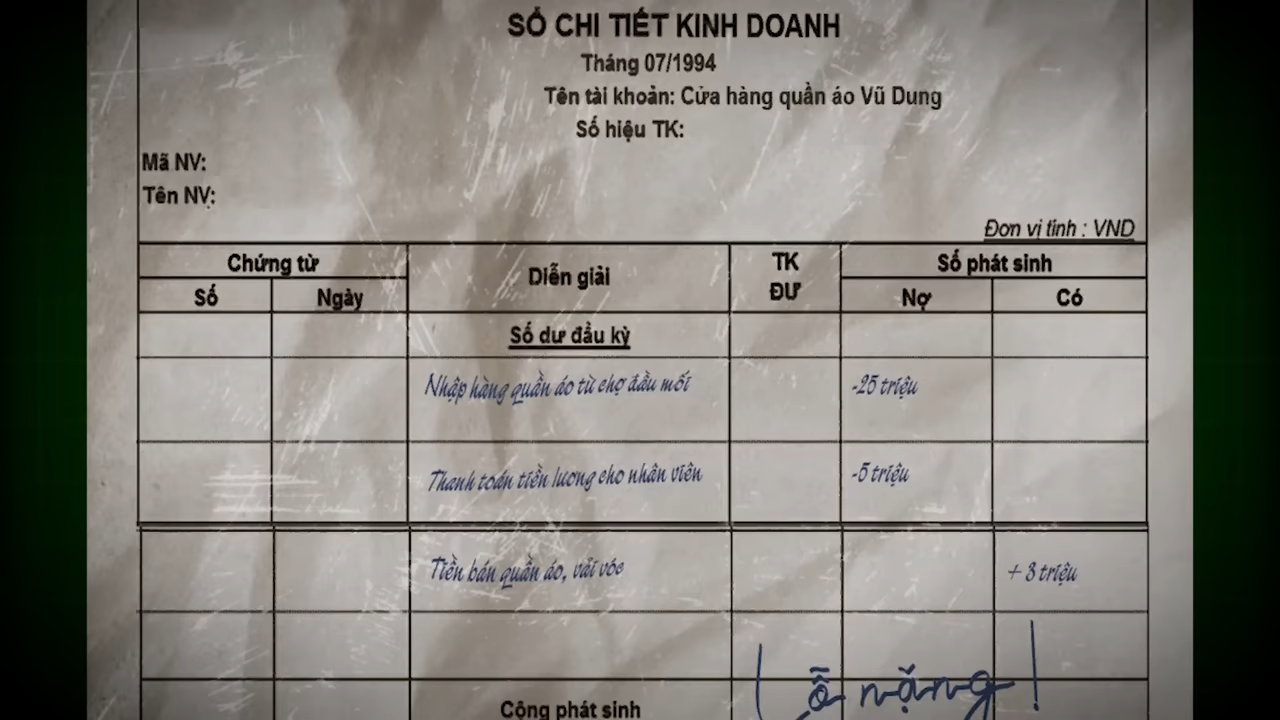 SỔ CHI TIẾT KINH DOANH
Tháng 07/1994
Tên tài khoản: Cửa hàng quần áo Vũ Dung
Số hiệu TK:
Mã NV:
Tên NV:
Đơn vị tính : VND
Chứng từ Diễn giải TK ĐƯ Số phát sinh
Số Ngày Nợ Có
Số dư đầu kỳ
Nhập hàng quần áo từ chợ đầu mối -25 triệu
Thanh toán tiền lương cho nhân viên -5 triệu
Tiền bán quần áo, vải vóc +3 triệu
Lỗ nặng!
Cộng phát sinh